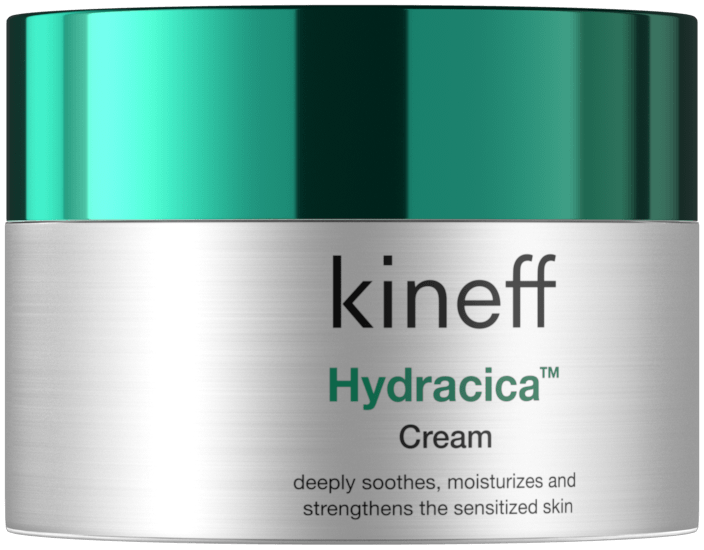 kineff
Hydracica™
Cream
deeply soothes, moisturizes and
strengthens the sensitized skin